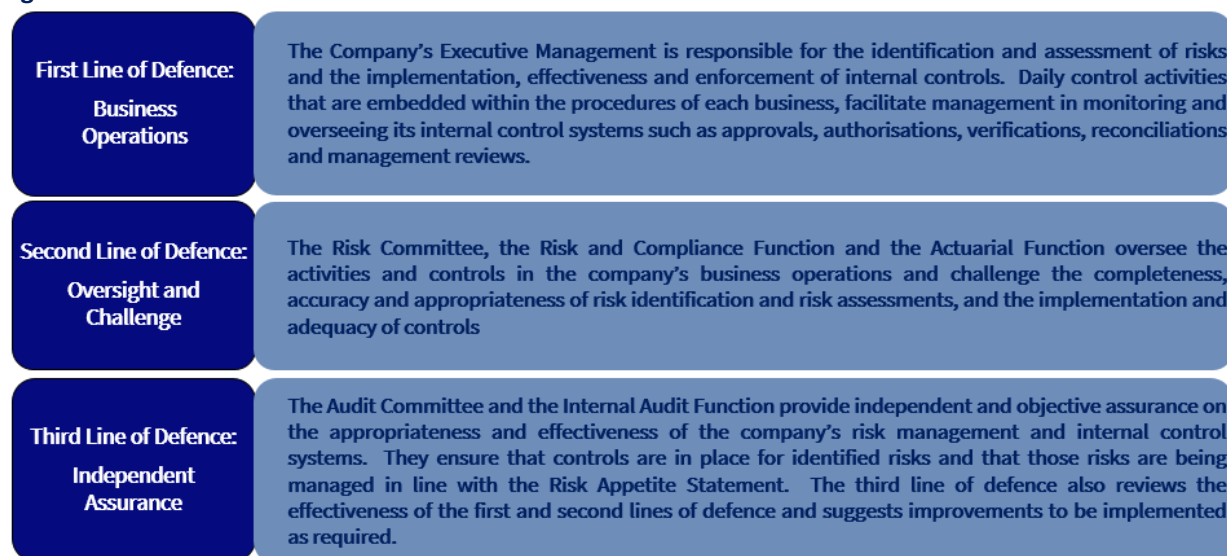 First Line of Defence:
Business
Operations
The Company's Executive Management is responsible for the identification and assessment of risks
and the implementation, effectiveness and enforcement of internal controls.  Daily control activities
that are embedded within the procedures of each business, facilitate management in monitoring and
overseeing its internal control systems such as approvals, authorisations, verifications, reconciliations
and management reviews.
Second Line of Defence:
Oversight and
Challenge
The Risk Committee, the Risk and Compliance Function and the Actuarial Function oversee the
activities and controls in the company's business operations and challenge the completeness,
accuracy and appropriateness of risk identification and risk assessments, and the implementation and
adequacy of controls
Third Line of Defence:
Independent
Assurance
The Audit Committee and the Internal Audit Function provide independent and objective assurance on
the appropriateness and effectiveness of the company's risk management and internal control
systems.  They ensure that controls are in place for identified risks and that those risks are being
managed in line with the Risk Appetite Statement.  The third line of defence also reviews the
effectiveness of the first and second lines of defence and suggests improvements to be implemented
as required.